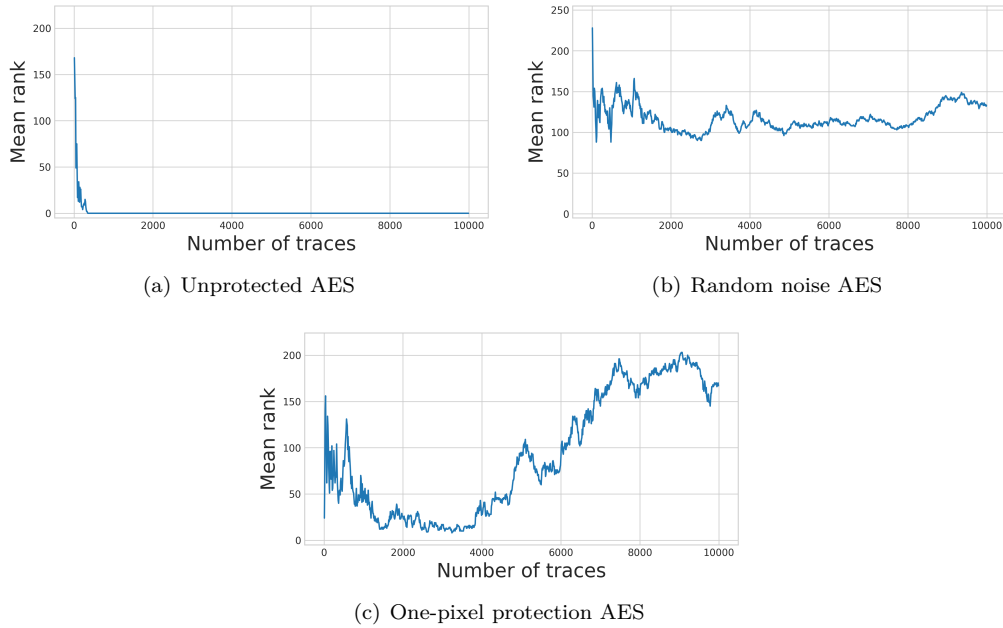 200
150
100
50
0
Mean rank
0 2000 4000 6000 8000 10000
Number of traces
(a) Unprotected AES
250
200
150
100
50
0
Mean rank
0 2000 4000 6000 8000 10000
Number of traces
(b) Random noise AES
200
150
100
50
0
Mean rank
0 2000 4000 6000 8000 10000
Number of traces
(c) One-pixel protection AES